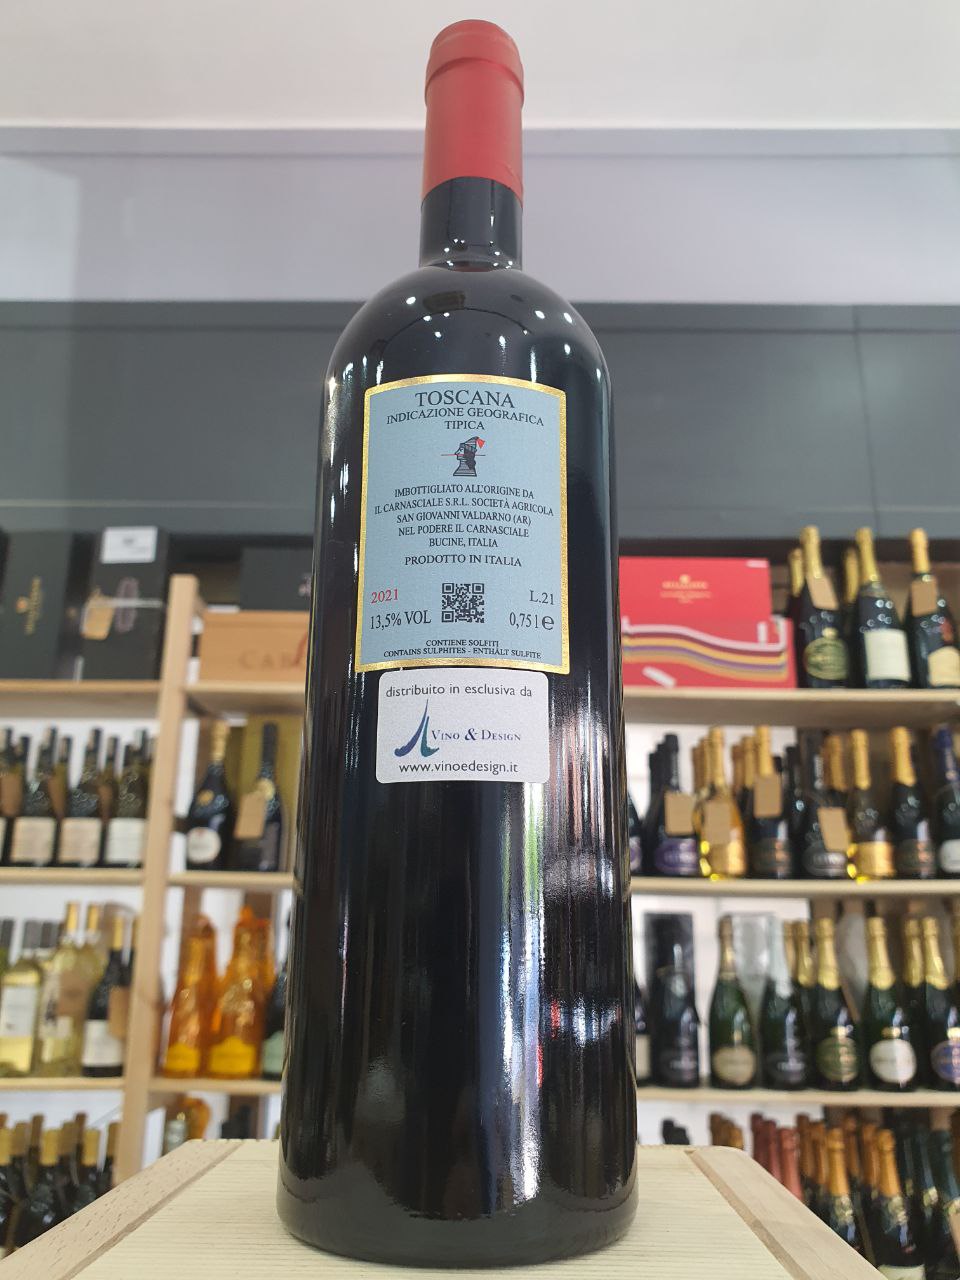 TOSCANA
INDICAZIONE GEOGRAFICA
TIPICA
IMBOTTIGLIATO ALL'ORIGINE DA
IL CARNASCIALE S.R.L. SOCIETÀ AGRICOLA
SAN GIOVANNI VALDARNO (AR)
NEL PODERE IL CARNASCIALE
BUCINE, ITALIA
PRODOTTO IN ITALIA
2021 L.21
13,5% VOL 0,75 l e
CONTIENE SOLFITI
CONTAINS SULPHITES - ENTHÄLT SULFITE
distribuito in esclusiva da
VINO & DESIGN
www.vinoedesign.it